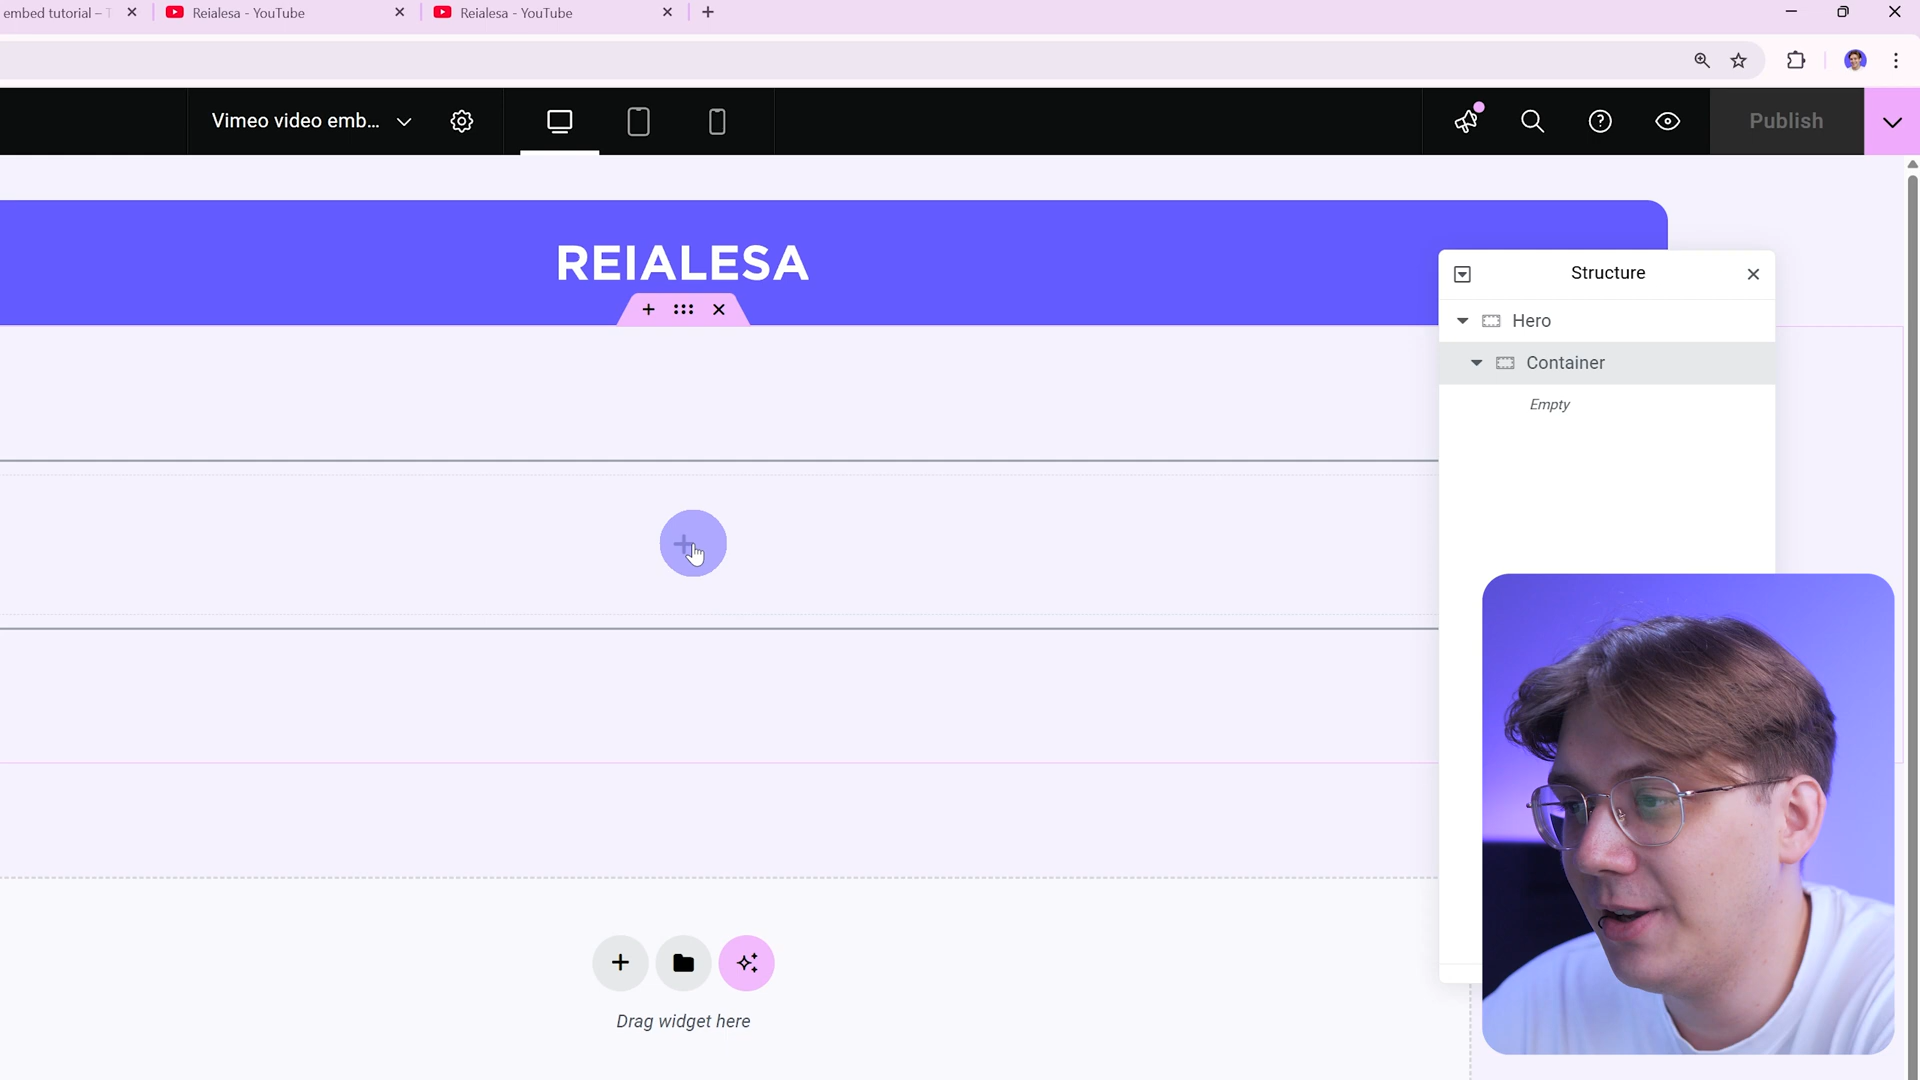 embed tutorial –
Reialesa - YouTube
Reialesa - YouTube
Vimeo video emb...
Publish
REIALESA
Structure
Hero
Container
Empty
Drag widget here